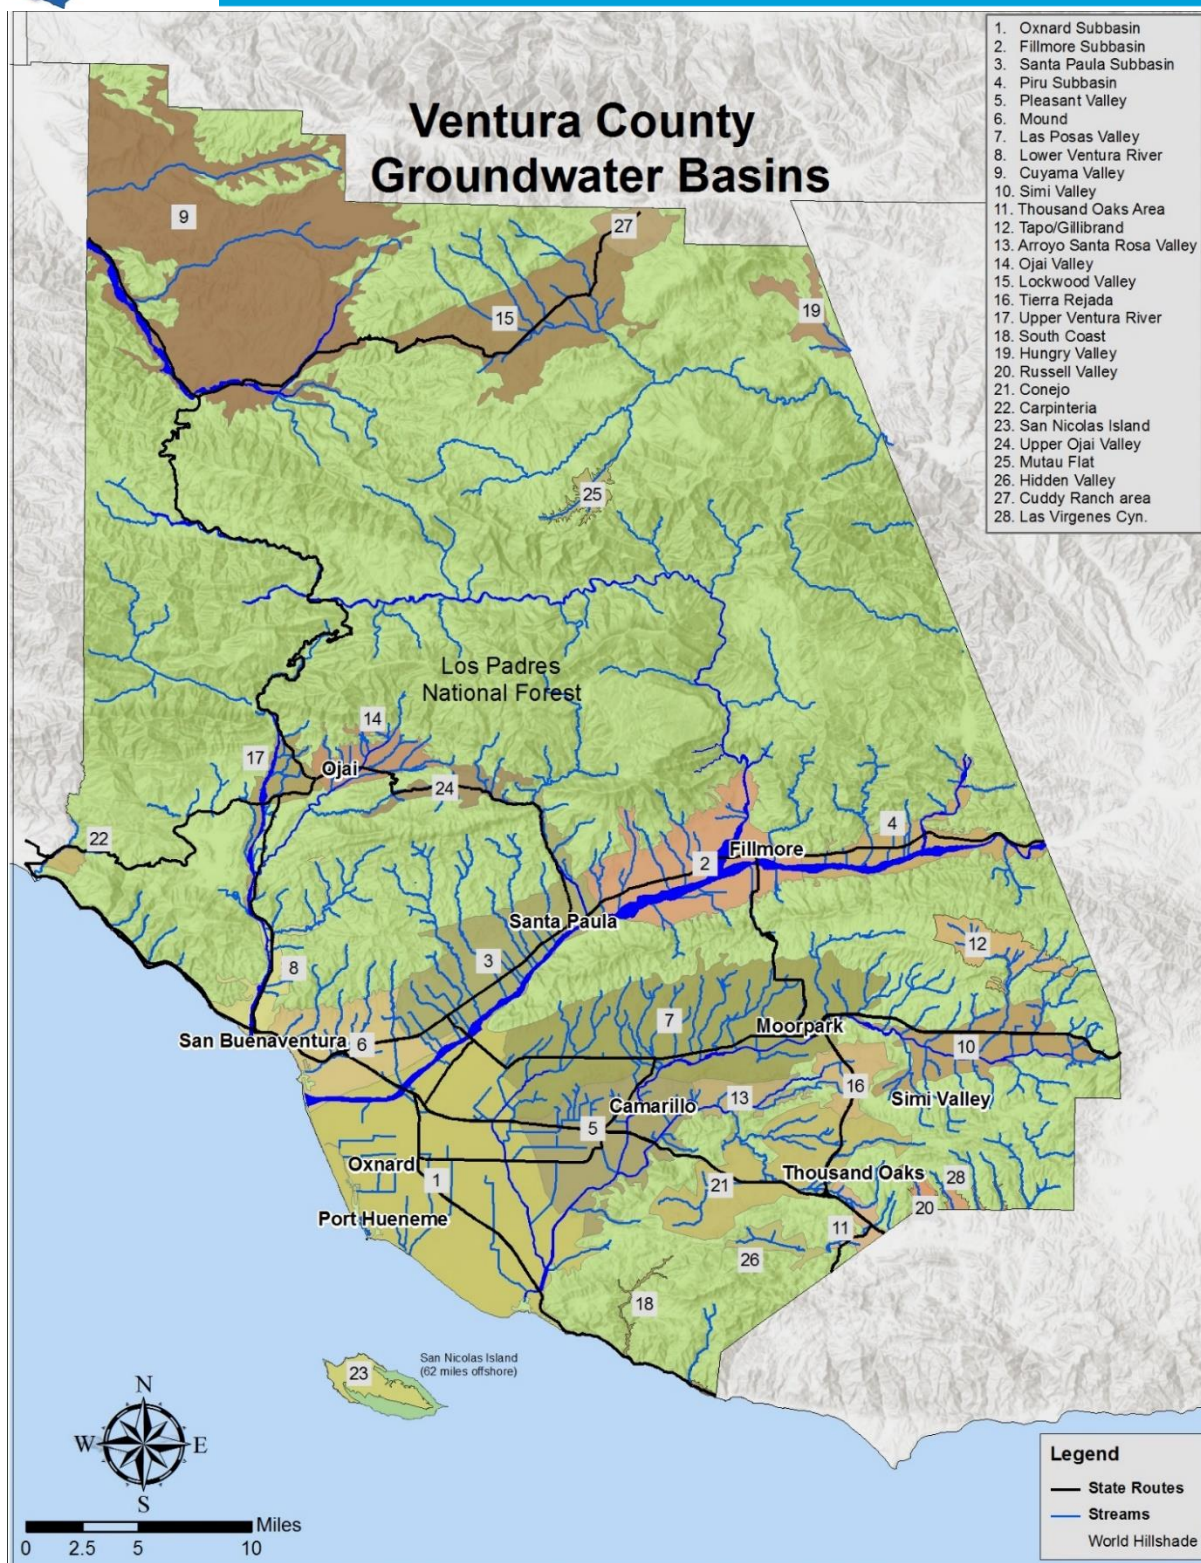 Ventura County
Groundwater Basins
1. Oxnard Subbasin
2. Fillmore Subbasin
3. Santa Paula Subbasin
4. Piru Subbasin
5. Pleasant Valley
6. Mound
7. Las Posas Valley
8. Lower Ventura River
9. Cuyama Valley
10. Simi Valley
11. Thousand Oaks Area
12. Tapo/Gillibrand
13. Arroyo Santa Rosa Valley
14. Ojai Valley
15. Lockwood Valley
16. Tierra Rejada
17. Upper Ventura River
18. South Coast
19. Hungry Valley
20. Russell Valley
21. Conejo
22. Carpinteria
23. San Nicolas Island
24. Upper Ojai Valley
25. Mutau Flat
26. Hidden Valley
27. Cuddy Ranch area
28. Las Virgenes Cyn.
9
27
15
19
25
Los Padres
National Forest
14
17
Ojai
24
22
4
Fillmore
2
Santa Paula
12
3
8
7
Moorpark
San Buenaventura
6
10
16
13
Simi Valley
Camarillo
5
Oxnard
Thousand Oaks
1
21
28
20
Port Hueneme
11
26
18
San Nicolas Island
(62 miles offshore)
23
N
W
E
S
Miles
0
2.5
5
10
Legend
State Routes
Streams
World Hillshade